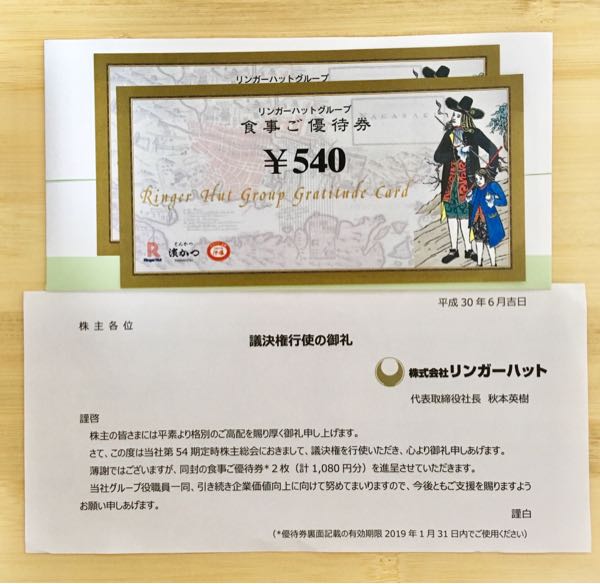 リンガーハットグループ
リンガーハットグループ
食事ご優待券
¥540
Ringer Hut Group Gratitude Card
R
Ringer Hut
とんかつ
濵かつ
平成 30 年 6 月吉日
株主各位
議決権行使の御礼
株式会社リンガーハット
代表取締役社長 秋本英樹
謹啓
株主の皆さまには平素より格別のご高配を賜り厚く御礼申し上げます。
さて、この度は当社第 54 期定時株主総会におきまして、議決権を行使いただき、心より御礼申しあげます。
薄謝ではございますが、同封の食事ご優待券*2枚（計 1,080 円分）を進呈させていただきます。
当社グループ役職員一同、引き続き企業価値向上に向けて努めてまいりますので、今後ともご支援を賜りますよう
お願い申しあげます。
謹白
（*優待券裏面記載の有効期限 2019 年 1 月 31 日内でご使用ください）